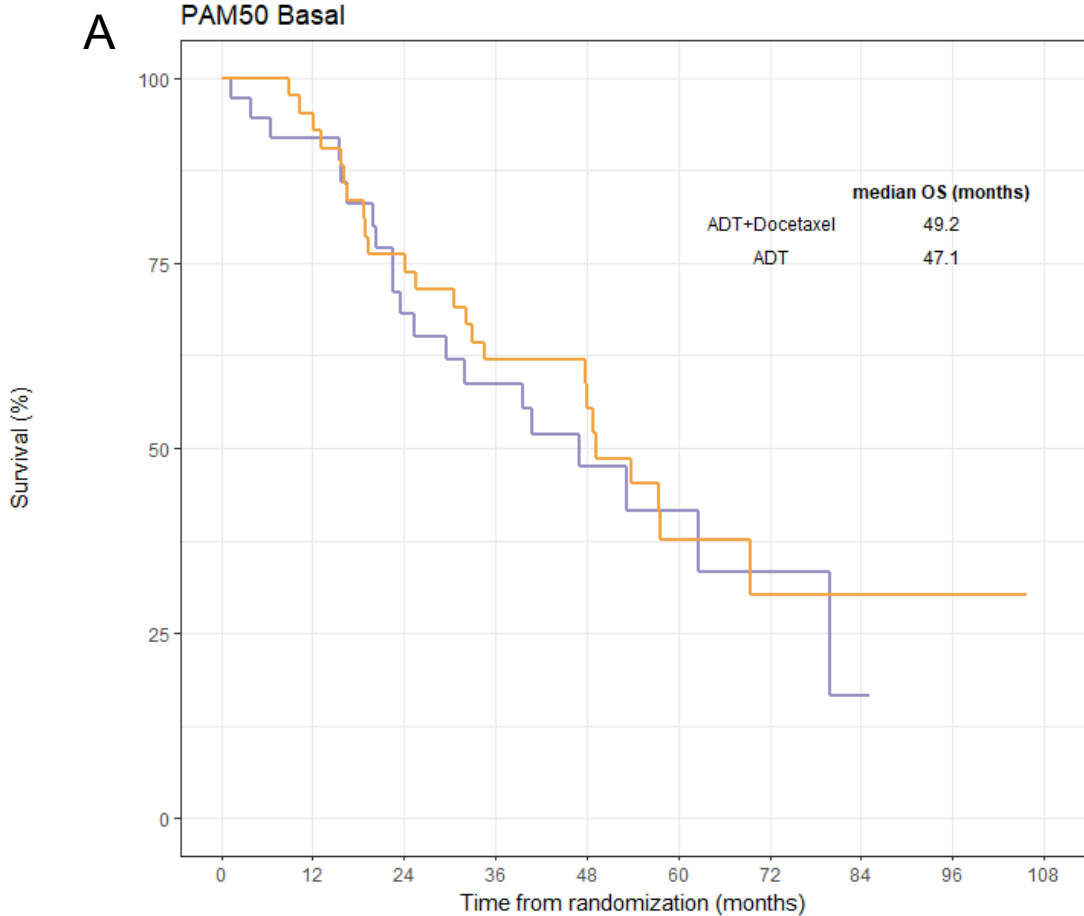 A
PAM50 Basal
median OS (months)
ADT+Docetaxel 49.2
ADT 47.1
Survival (%)
100
75
50
25
0
0 12 24 36 48 60 72 84 96 108
Time from randomization (months)